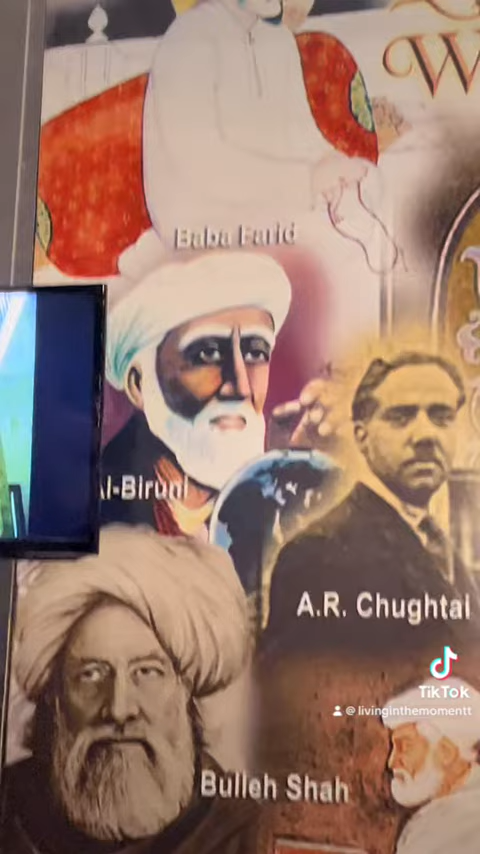 Baba Farid
Al-Biruni
A.R. Chughtai
TikTok
@livinginthemomentt
Bulleh Shah